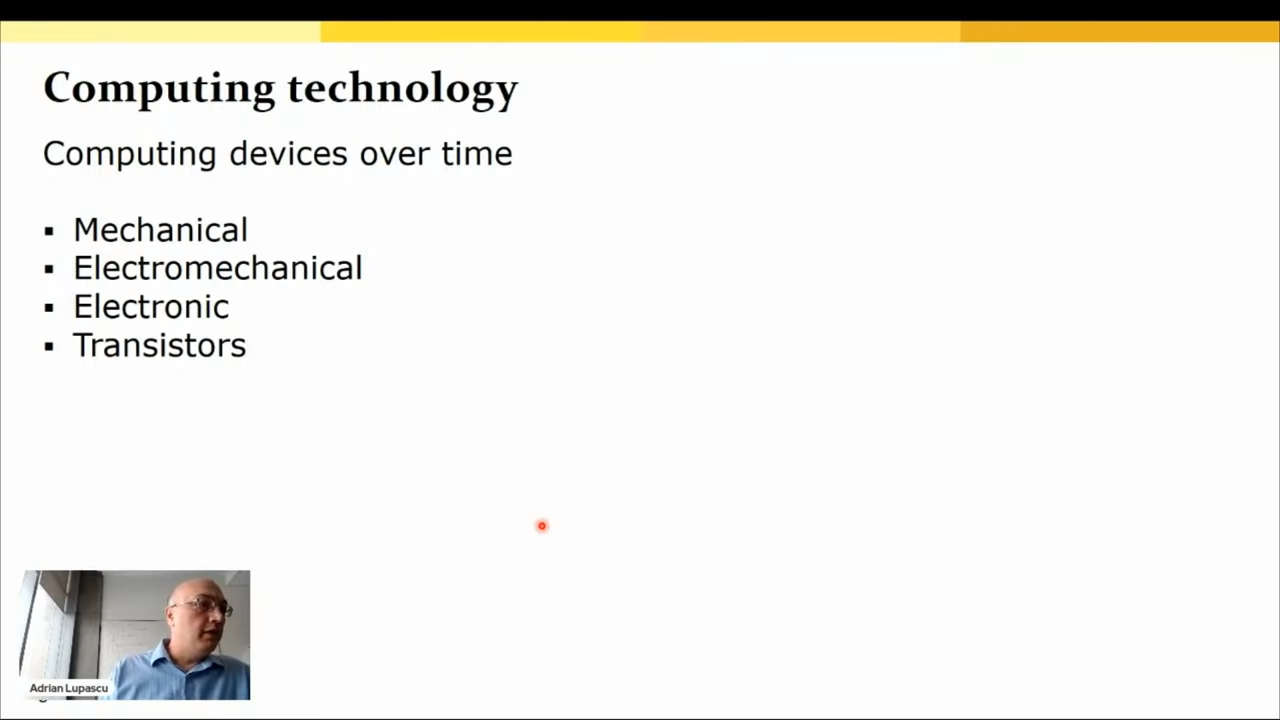 Computing technology
Computing devices over time
▪ Mechanical
▪ Electromechanical
▪ Electronic
▪ Transistors
Adrian Lupascu